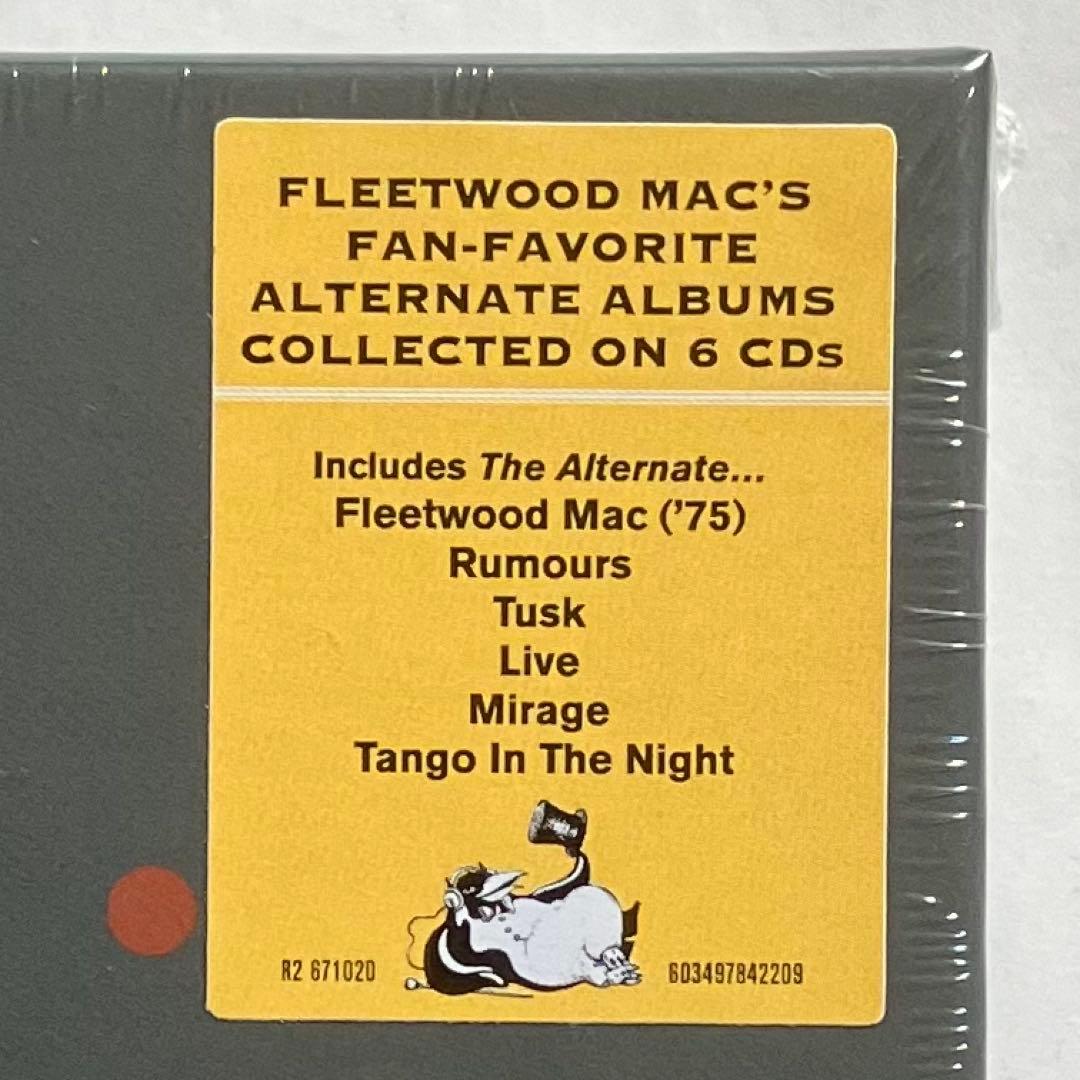 FLEETWOOD MAC’S
FAN-FAVORITE
ALTERNATE ALBUMS
COLLECTED ON 6 CDs
Includes The Alternate...
Fleetwood Mac (’75)
Rumours
Tusk
Live
Mirage
Tango In The Night
R2 671020
603497842209